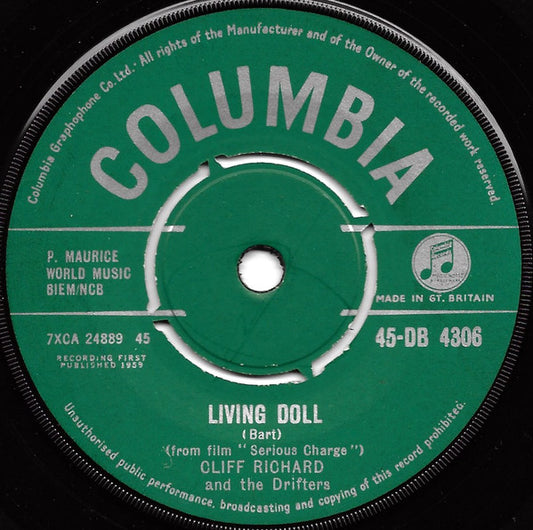 Columbia Graphophone Co. Ltd. · All rights of the Manufacturer and of the Owner of the recorded work reserved.
COLUMBIA
P. MAURICE
WORLD MUSIC
BIEM/NCB
MADE IN GT. BRITAIN
7XCA 24889 45
45-DB 4306
RECORDING FIRST
PUBLISHED 1959
LIVING DOLL
(Bart)
(from film "Serious Charge")
CLIFF RICHARD
and the Drifters
Unauthorised public performance, broadcasting and copying of this record prohibited.